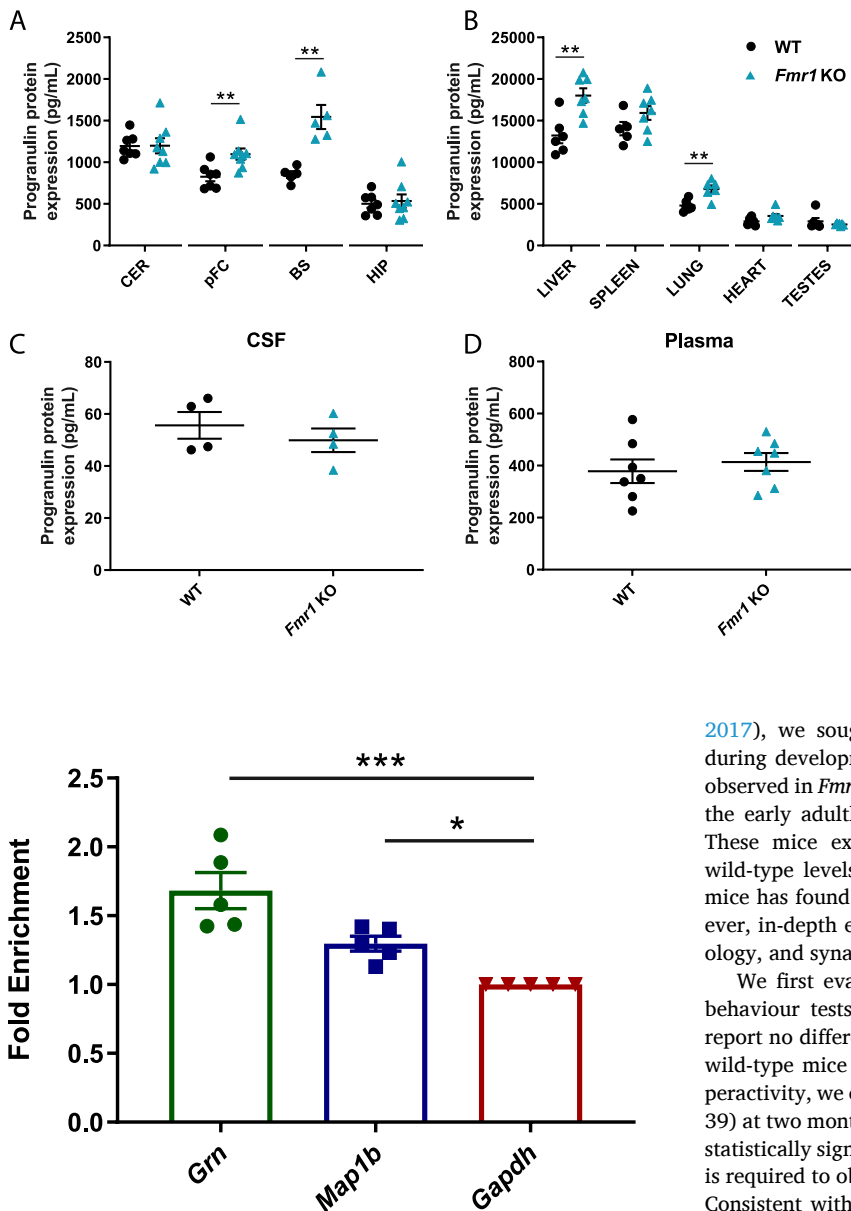 A
Progranulin protein
expression (pg/mL)
2500
2000
1500
1000
500
0
**
**
CER
pFC
BS
HIP
B
Progranulin protein
expression (pg/mL)
25000
20000
15000
10000
5000
0
**
**
LIVER
SPLEEN
LUNG
HEART
TESTES
WT
Fmr1 KO
C
CSF
Progranulin protein
expression (pg/mL)
80
60
40
20
0
WT
Fmr1 KO
D
Plasma
Progranulin protein
expression (pg/mL)
800
600
400
200
0
WT
Fmr1 KO
Fold Enrichment
2.5
2.0
1.5
1.0
0.5
0.0
***
*
Grn
Map1b
Gapdh
2017), we soug
during develop
observed in Fmr
the early adulth
These mice ex
wild-type levels
mice has found
ever, in-depth e
ology, and syna
We first eva
behaviour tests
report no differ
wild-type mice
peractivity, we
39) at two mont
statistically sign
is required to ob
Consistent with